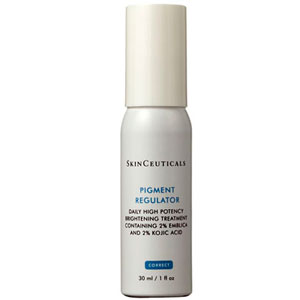 SKINCEUTICALS
PIGMENT
REGULATOR
DAILY HIGH POTENCY
BRIGHTENING TREATMENT
CONTAINING 2% EMBLICA
AND 2% KOJIC ACID
CORRECT
30 ml / 1 fl oz